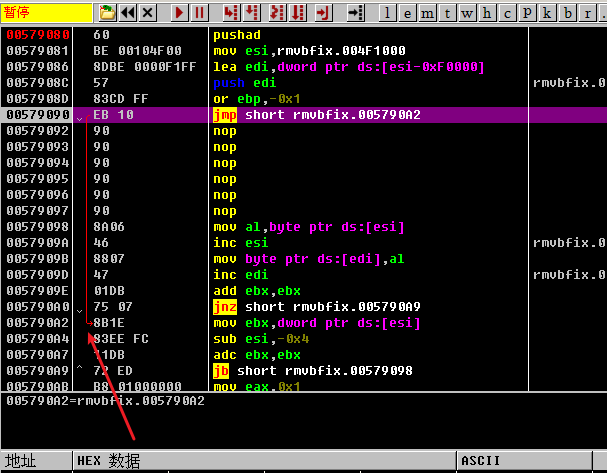 暂停 l e m t w h c p k b r .
00579080 60 pushad
00579081 BE 00104F00 mov esi,rmvbfix.004F1000
00579086 8DBE 0000F1FF lea edi,dword ptr ds:[esi-0xF0000]
0057908C 57 push edi rmvbfix.0
0057908D 83CD FF or ebp,-0x1
00579090 EB 10 jmp short rmvbfix.005790A2
00579092 90 nop
00579093 90 nop
00579094 90 nop
00579095 90 nop
00579096 90 nop
00579097 90 nop
00579098 8A06 mov al,byte ptr ds:[esi]
0057909A 46 inc esi rmvbfix.0
0057909B 8807 mov byte ptr ds:[edi],al
0057909D 47 inc edi rmvbfix.0
0057909E 01DB add ebx,ebx
005790A0 75 07 jnz short rmvbfix.005790A9
005790A2 8B1E mov ebx,dword ptr ds:[esi]
005790A4 83EE FC sub esi,-0x4
005790A7 11DB adc ebx,ebx
005790A9 72 ED jb short rmvbfix.00579098
005790AB B8 01000000 mov eax,0x1
005790A2=rmvbfix.005790A2
地址 HEX 数据 ASCII